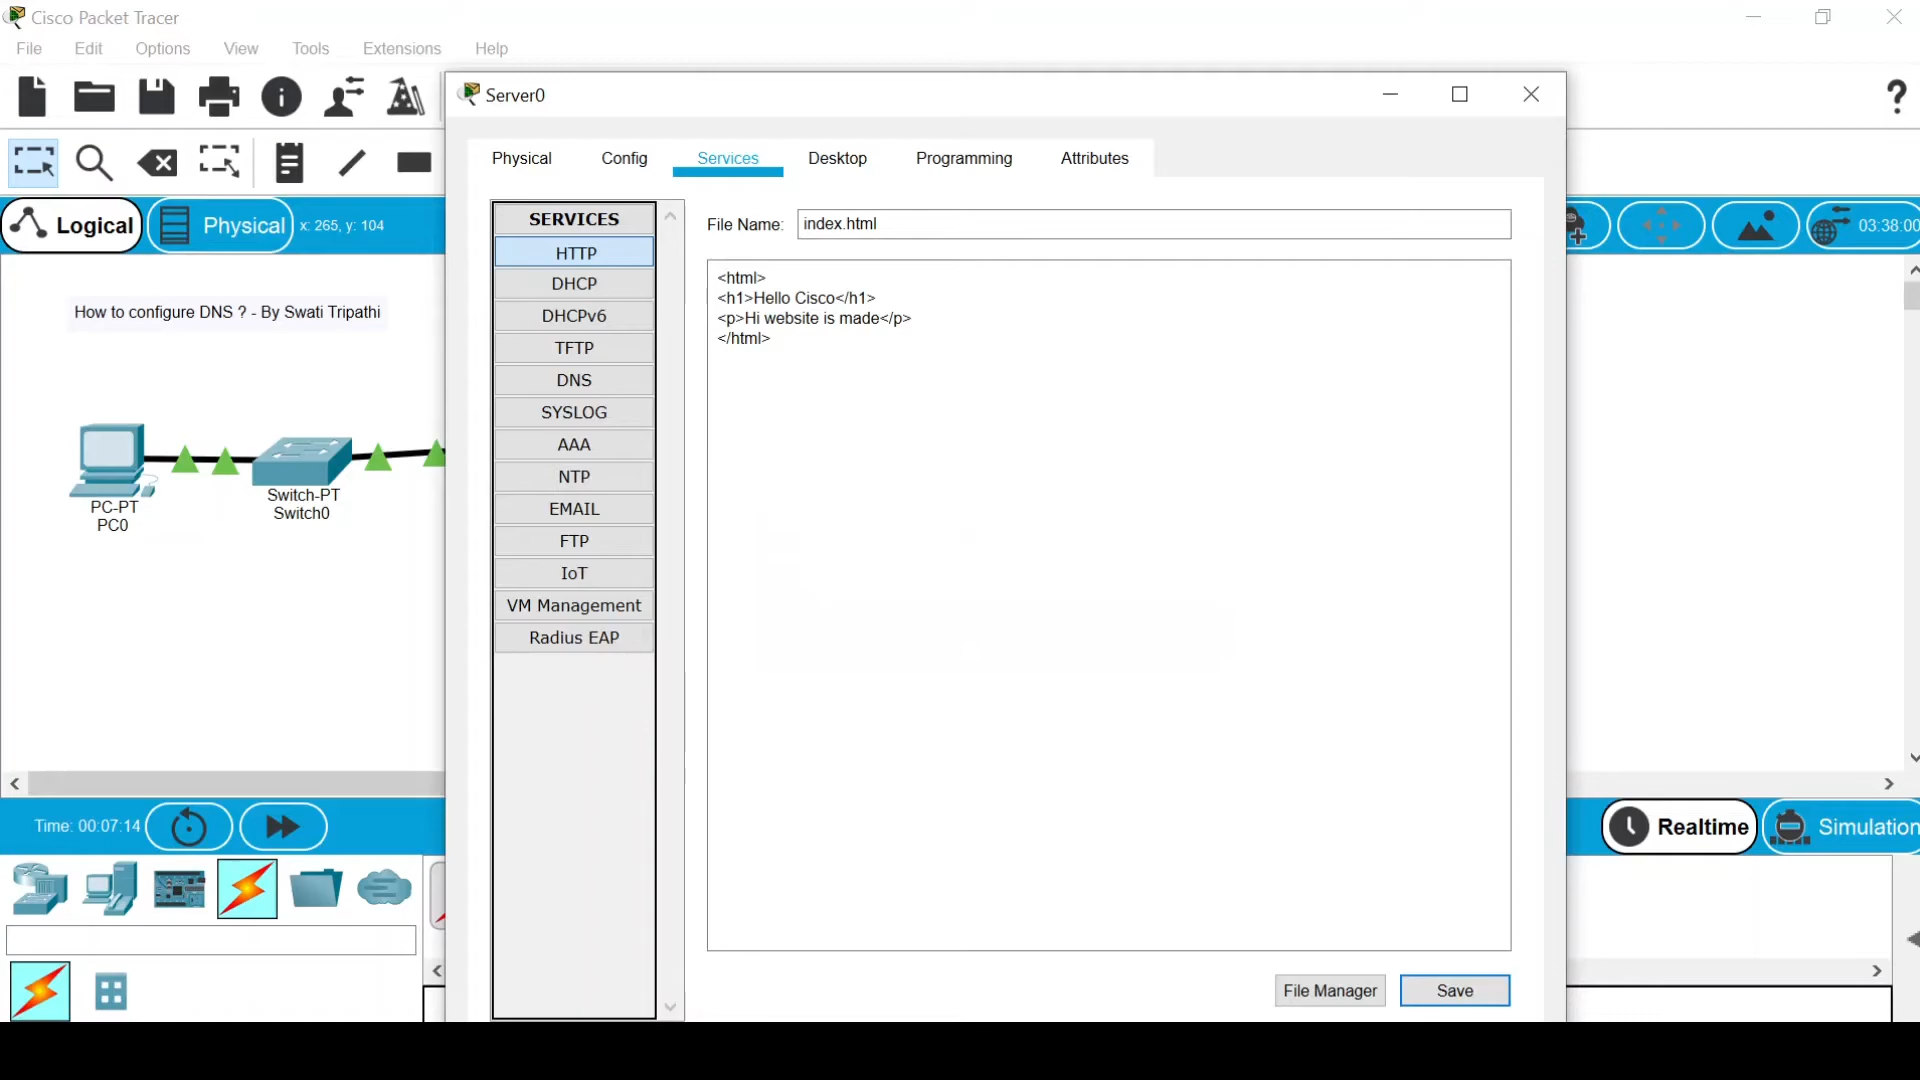 Cisco Packet Tracer
File Edit Options View Tools Extensions Help
Server0
Physical Config Services Desktop Programming Attributes
Logical Physical x: 265, y: 104
03:38:00
SERVICES
HTTP
DHCP
DHCPv6
TFTP
DNS
SYSLOG
AAA
NTP
EMAIL
FTP
IoT
VM Management
Radius EAP
File Name: index.html
<html>
<h1>Hello Cisco</h1>
<p>Hi website is made</p>
</html>
How to configure DNS ? - By Swati Tripathi
PC-PT
PC0
Switch-PT
Switch0
Time: 00:07:14
Realtime Simulation
File Manager Save